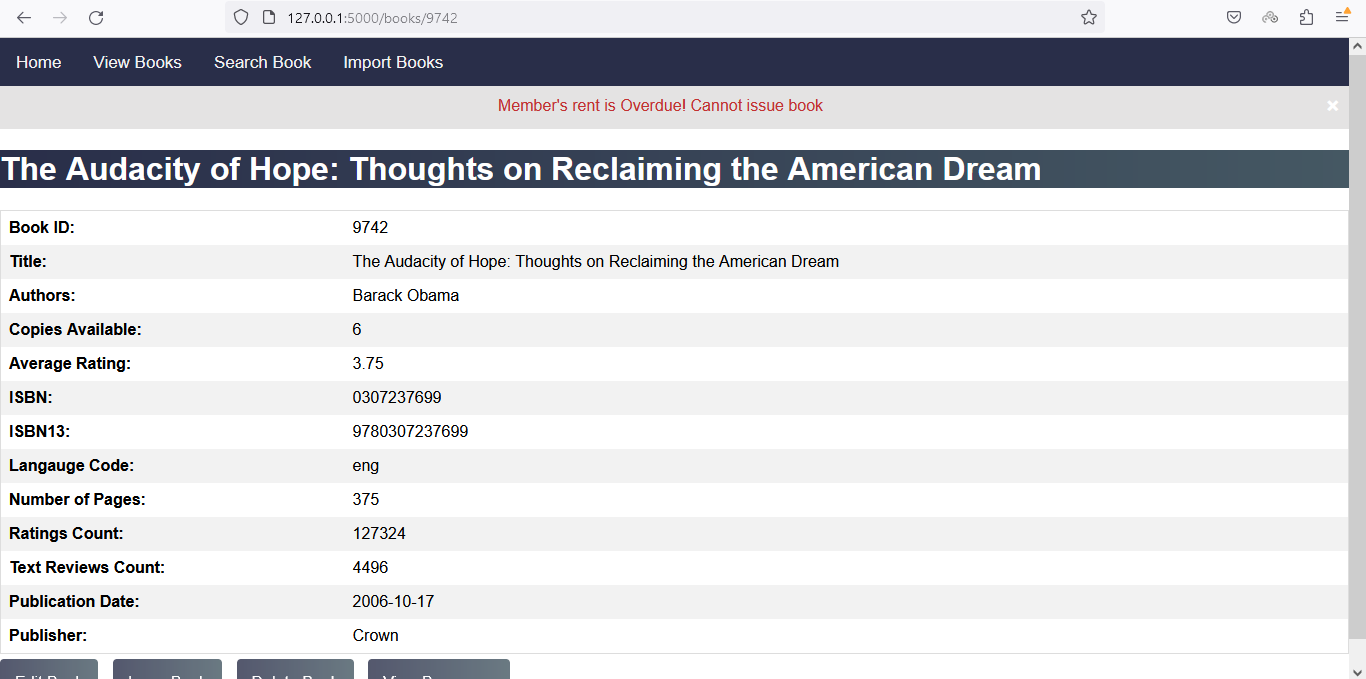 127.0.0.1:5000/books/9742
Home View Books Search Book Import Books
Member's rent is Overdue! Cannot issue book ×
The Audacity of Hope: Thoughts on Reclaiming the American Dream
Book ID: 9742
Title: The Audacity of Hope: Thoughts on Reclaiming the American Dream
Authors: Barack Obama
Copies Available: 6
Average Rating: 3.75
ISBN: 0307237699
ISBN13: 9780307237699
Langauge Code: eng
Number of Pages: 375
Ratings Count: 127324
Text Reviews Count: 4496
Publication Date: 2006-10-17
Publisher: Crown